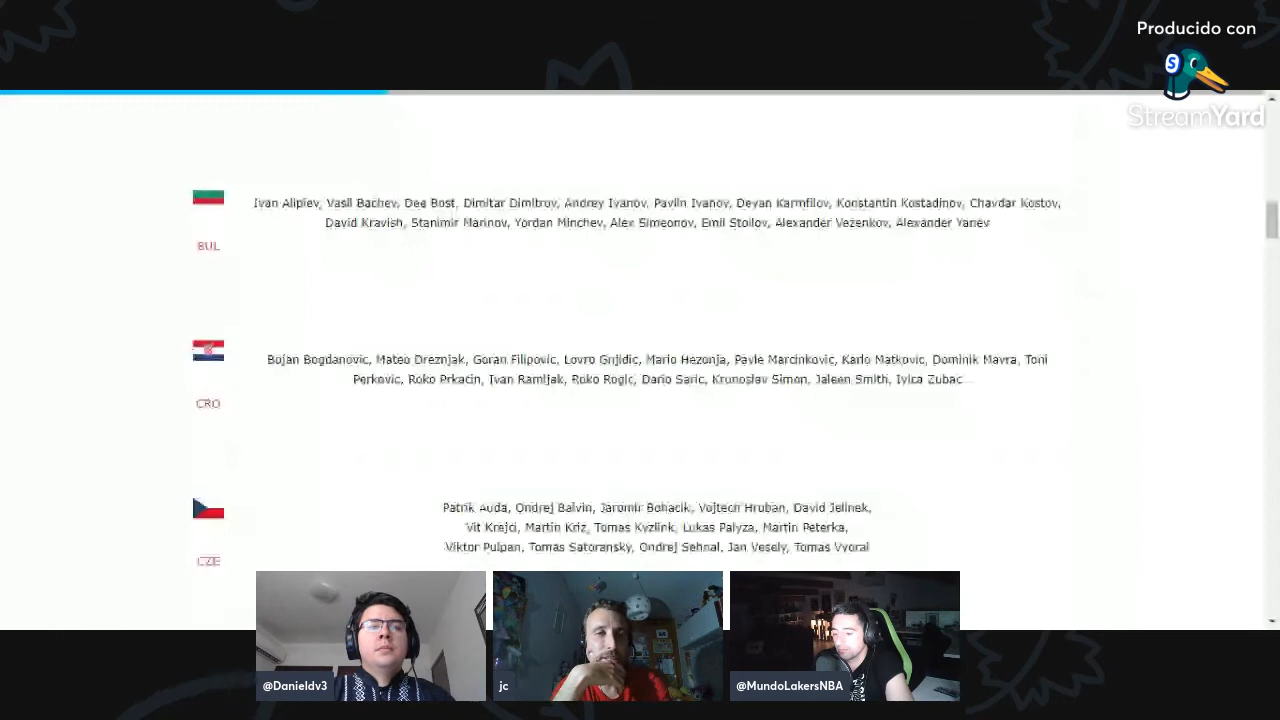 Producido con
S
StreamYard
Ivan Alipiev, Vasil Bachev, Dee Bost, Dimitar Dimitrov, Andrey Ivanov, Pavlin Ivanov, Deyan Karmfilov, Konstantin Kostadinov, Chavdar Kostov,
David Kravish, Stanimir Marinov, Yordan Minchev, Alex Simeonov, Emil Stoilov, Alexander Vezenkov, Alexander Yanev
BUL
Bojan Bogdanovic, Mateo Dreznjak, Goran Filipovic, Lovro Gnjidic, Mario Hezonja, Pavle Marcinkovic, Karlo Matkovic, Dominik Mavra, Toni
Perkovic, Roko Prkacin, Ivan Ramljak, Roko Rogic, Dario Saric, Krunoslav Simon, Jaleen Smith, Ivica Zubac
CRO
Patrik Auda, Ondrej Balvin, Jaromir Bohacik, Vojtech Hruban, David Jelinek,
Vit Krejci, Martin Kriz, Tomas Kyzlink, Lukas Palyza, Martin Peterka,
Viktor Pulpan, Tomas Satoransky, Ondrej Sehnal, Jan Vesely, Tomas Vyoral
CZE
@Danieldv3
jc
@MundoLakersNBA